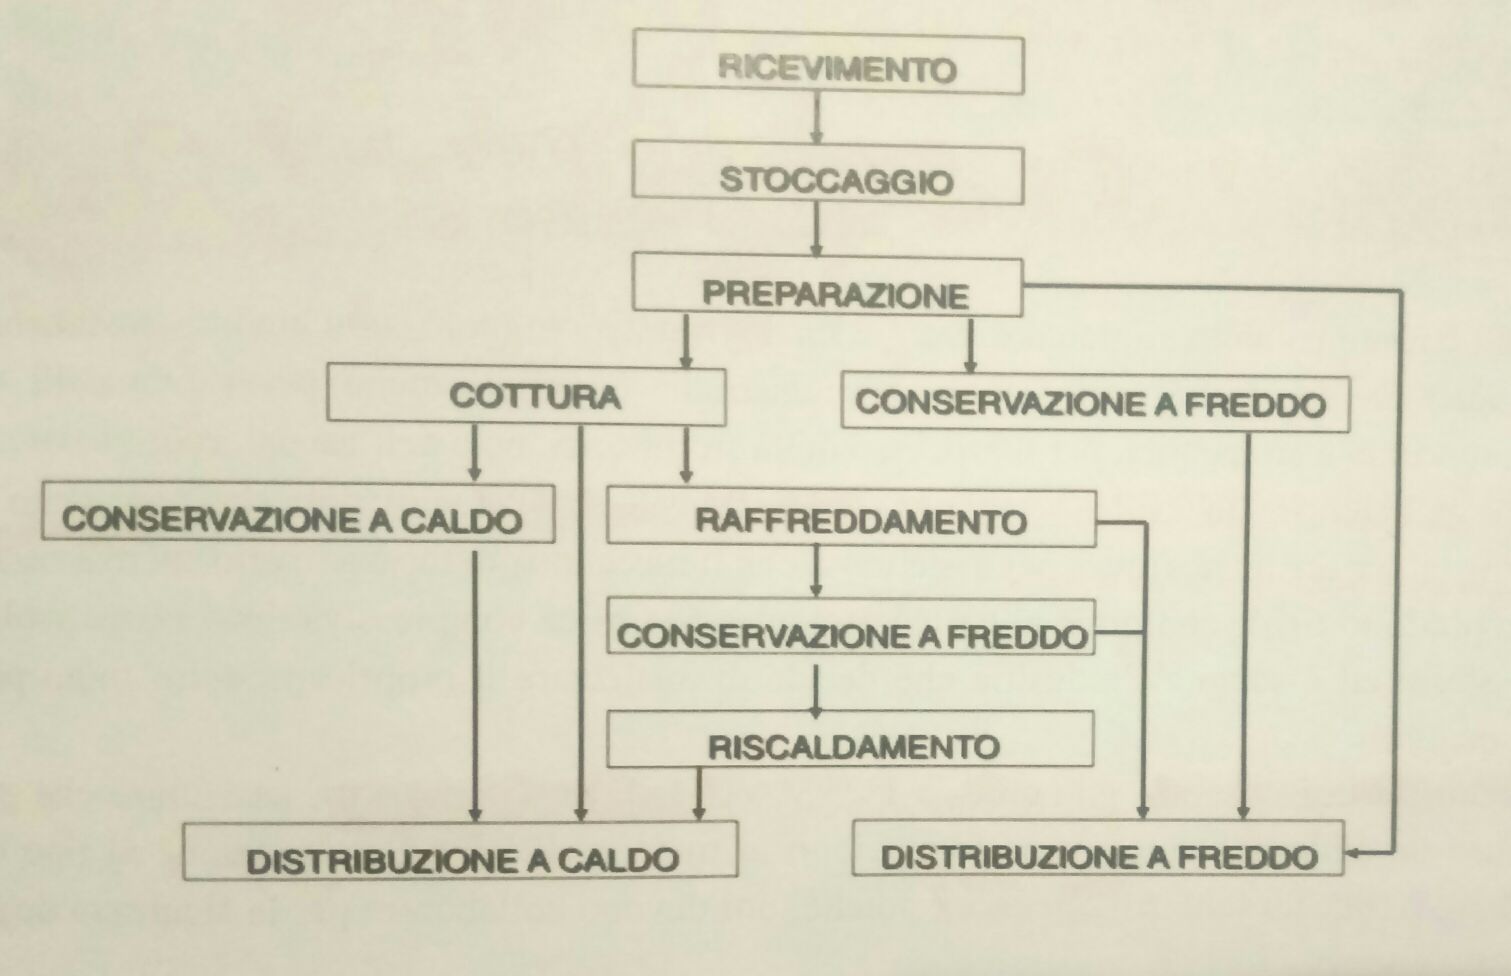 RICEVIMENTO
STOCCAGGIO
PREPARAZIONE
COTTURA
CONSERVAZIONE A FREDDO
CONSERVAZIONE A CALDO
RAFFREDDAMENTO
CONSERVAZIONE A FREDDO
RISCALDAMENTO
DISTRIBUZIONE A CALDO
DISTRIBUZIONE A FREDDO